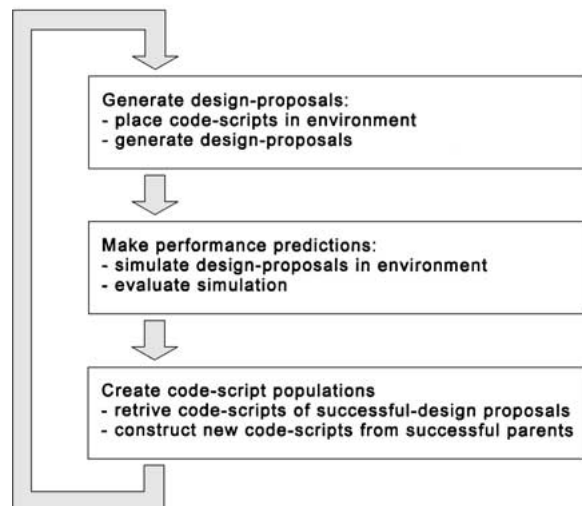 Generate design-proposals:
- place code-scripts in environment
- generate design-proposals
Make performance predictions:
- simulate design-proposals in environment
- evaluate simulation
Create code-script populations
- retrive code-scripts of successful-design proposals
- construct new code-scripts from successful parents